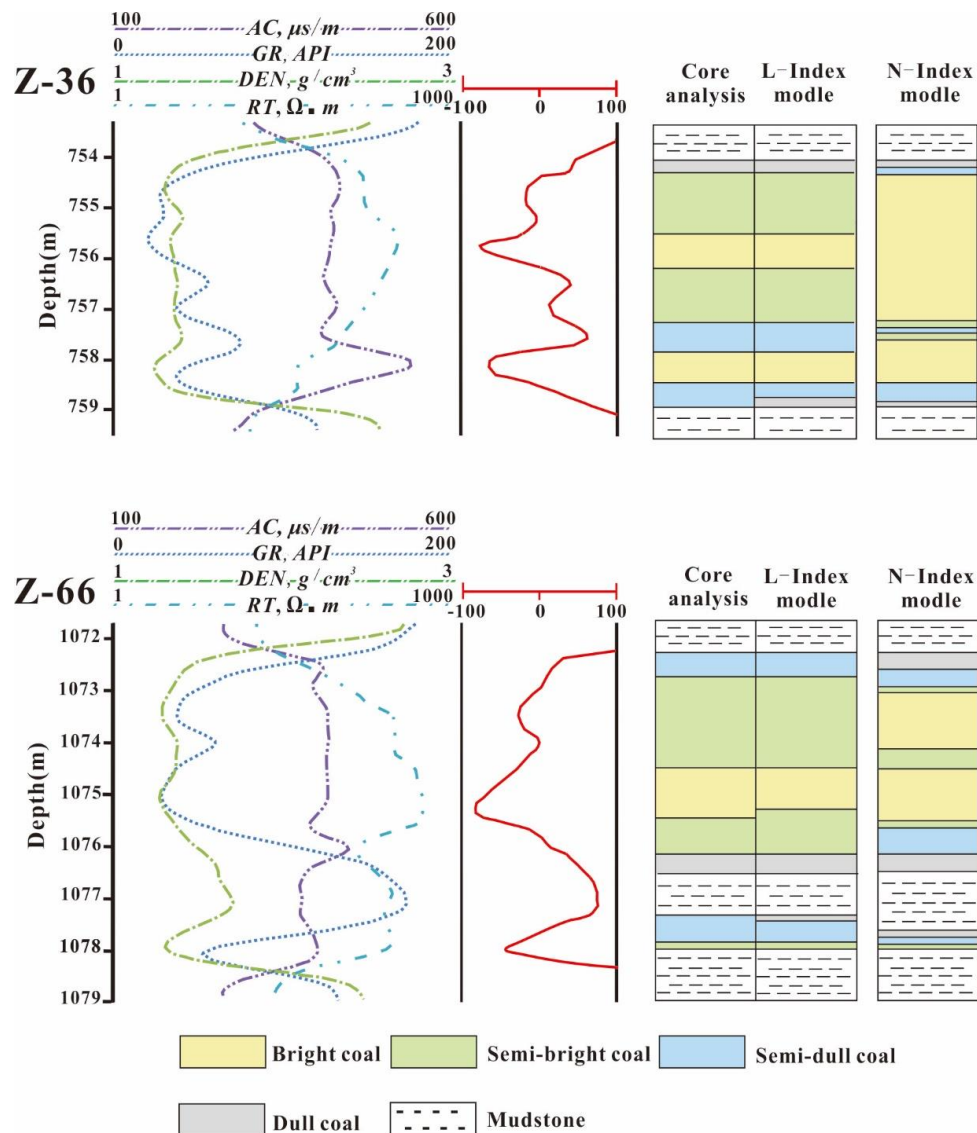 100 600
AC, μs/m
0 200
GR, API
1 3
DEN, g/cm³
1 1000
RT, Ω▪m
-100 0 100
Z-36
Core analysis
L-Index modle
N-Index modle
Depth(m)
754
755
756
757
758
759
100 600
AC, μs/m
0 200
GR, API
1 3
DEN, g/cm³
1 1000
RT, Ω▪m
-100 0 100
Z-66
Core analysis
L-Index modle
N-Index modle
Depth(m)
1072
1073
1074
1075
1076
1077
1078
1079
Bright coal
Semi-bright coal
Semi-dull coal
Dull coal
Mudstone